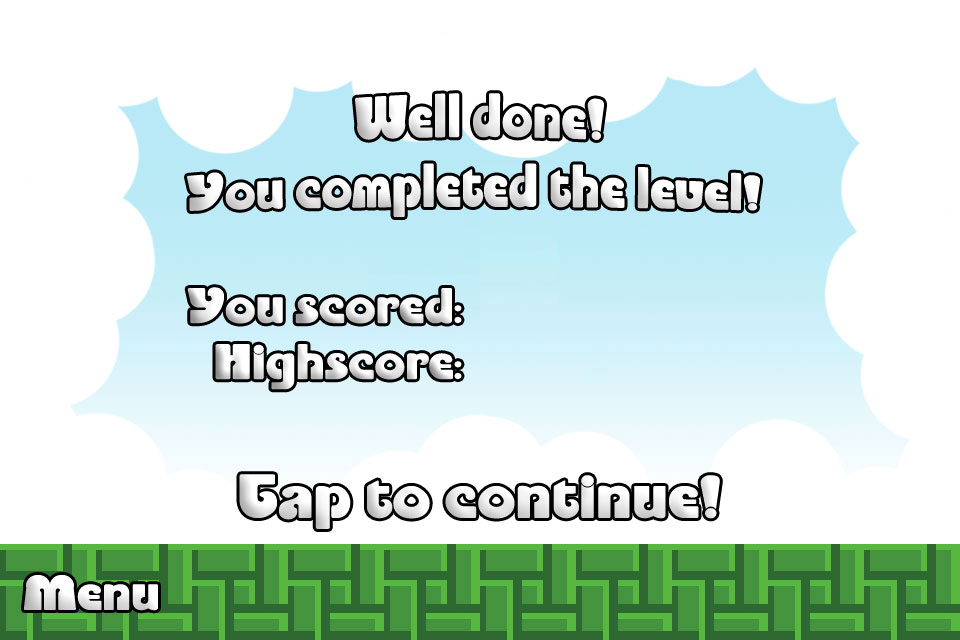 Well done!
You completed the level!
You scored:
Highscore:
Tap to continue!
Menu